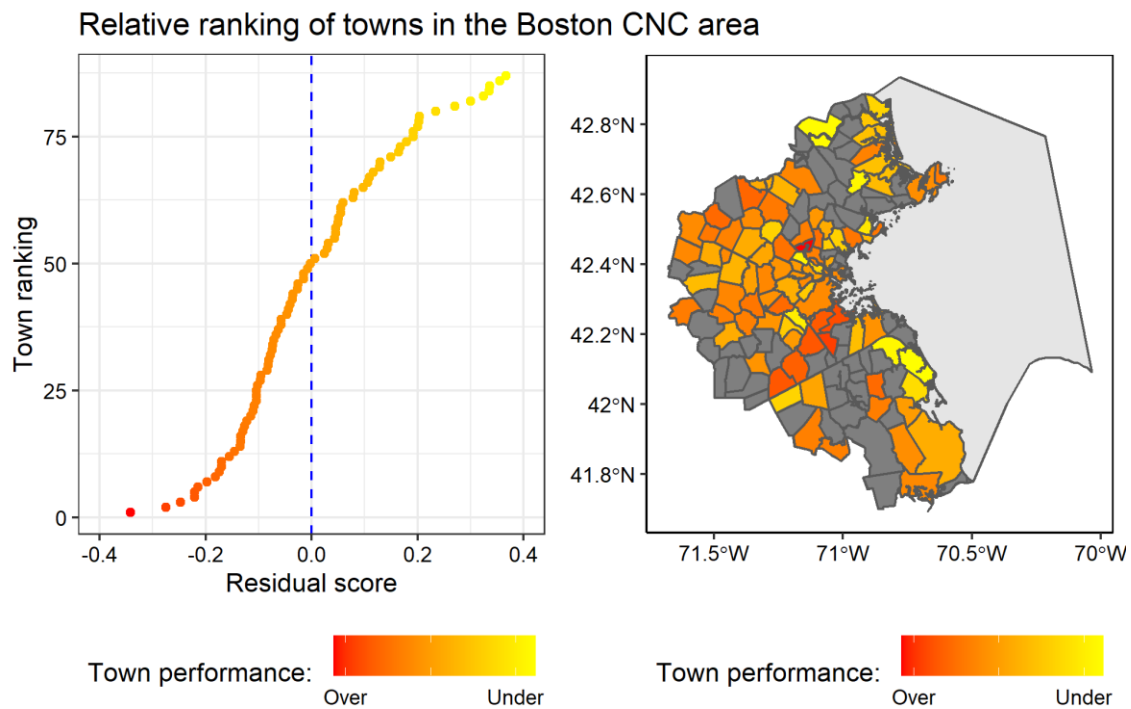 Relative ranking of towns in the Boston CNC area
Town ranking
75
50
25
0
-0.4
-0.2
0.0
0.2
0.4
Residual score
Town performance:
Over
Under
42.8°N
42.6°N
42.4°N
42.2°N
42°N
41.8°N
71.5°W
71°W
70.5°W
70°W
Town performance:
Over
Under